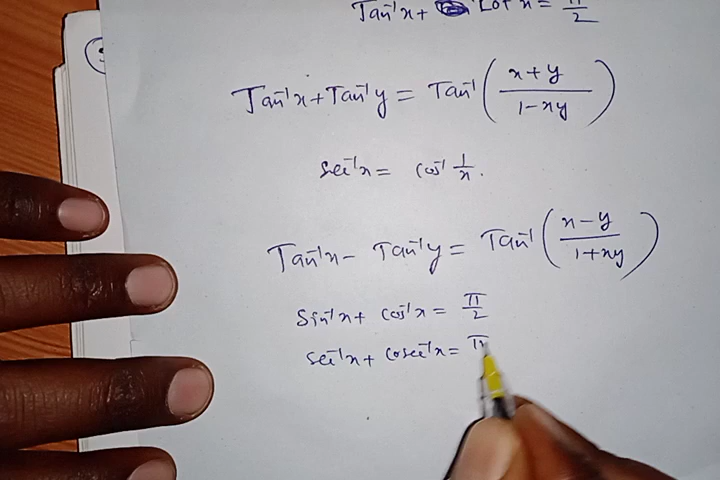 Tan⁻¹x + Cot⁻¹x = π/2
Tan⁻¹x + Tan⁻¹y = Tan⁻¹((x+y)/(1-xy))
sec⁻¹x = cos⁻¹ 1/x.
Tan⁻¹x - Tan⁻¹y = Tan⁻¹((x-y)/(1+xy))
Sin⁻¹x + cos⁻¹x = π/2
sec⁻¹x + cosec⁻¹x = π